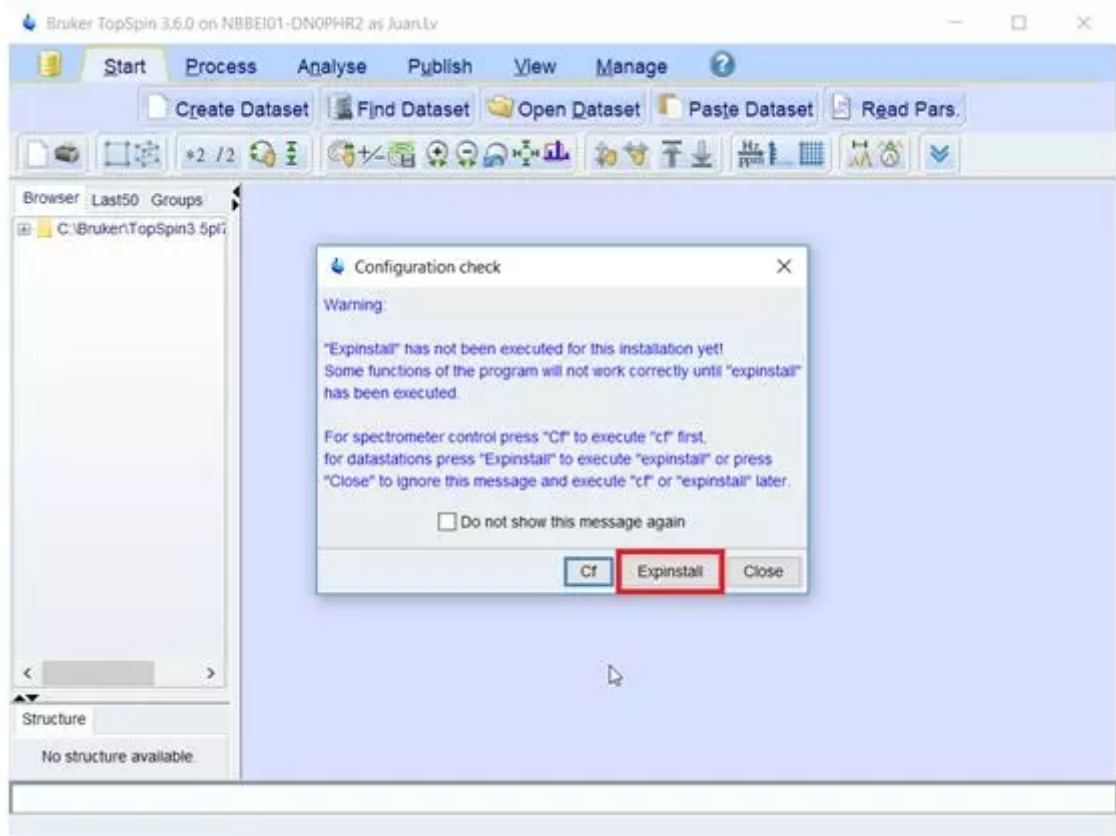 Bruker TopSpin 3.6.0 on NBBEI01-DN0PHR2 as Juan.Lv
Start Process Analyse Publish View Manage ?
Create Dataset Find Dataset Open Dataset Paste Dataset Read Pars.
*2 /2 Hz ppm
Browser Last50 Groups
C:\Bruker\TopSpin3.5pl7
Configuration check
Warning:
"Expinstall" has not been executed for this installation yet!
Some functions of the program will not work correctly until "expinstall"
has been executed.
For spectrometer control press "Cf" to execute "cf" first,
for datastations press "Expinstall" to execute "expinstall" or press
"Close" to ignore this message and execute "cf" or "expinstall" later.
Do not show this message again
Cf Expinstall Close
Structure
No structure available.